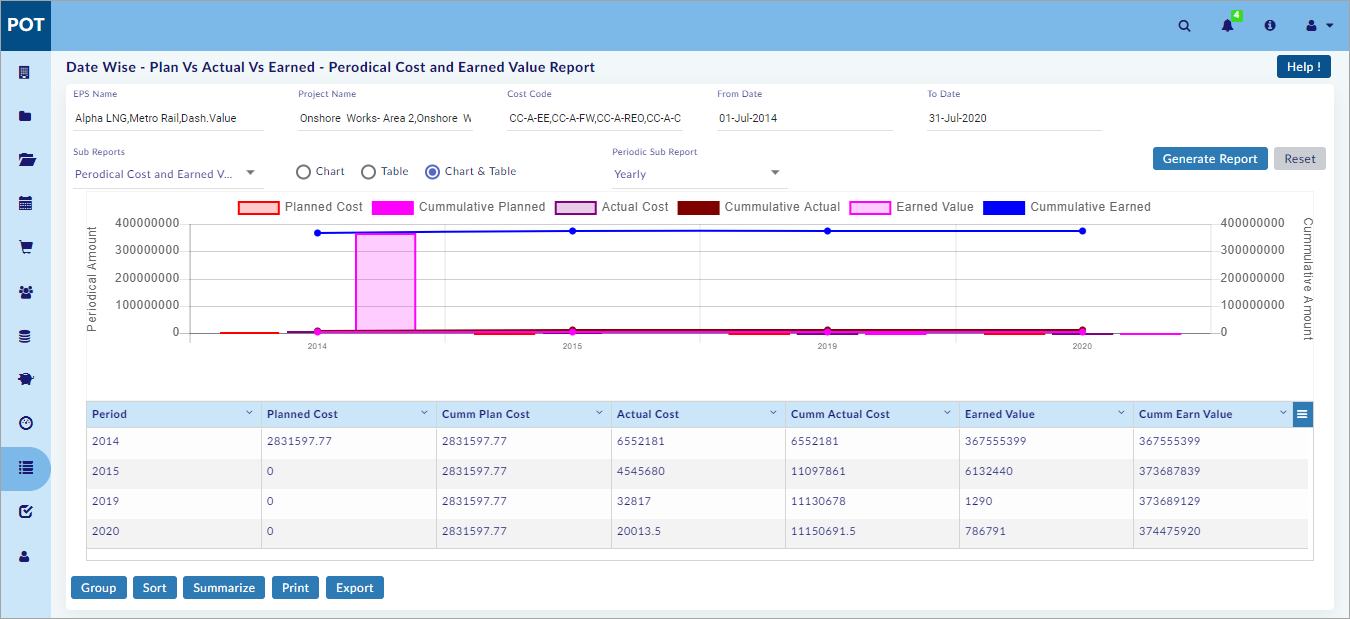 POT
4
Date Wise - Plan Vs Actual Vs Earned - Perodical Cost and Earned Value Report
Help !
EPS Name Project Name Cost Code From Date To Date
Alpha LNG,Metro Rail,Dash.Value Onshore Works- Area 2,Onshore W CC-A-EE,CC-A-FW,CC-A-REO,CC-A-C 01-Jul-2014 31-Jul-2020
Sub Reports Periodic Sub Report
Perodical Cost and Earned V... Chart Table Chart & Table Yearly
Generate Report Reset
Planned Cost Cummulative Planned Actual Cost Cummulative Actual Earned Value Cummulative Earned
Periodical Amount
400000000
300000000
200000000
100000000
0
400000000
300000000
200000000
100000000
0
Cummulative Amount
2014 2015 2019 2020
Period Planned Cost Cumm Plan Cost Actual Cost Cumm Actual Cost Earned Value Cumm Earn Value
2014 2831597.77 2831597.77 6552181 6552181 367555399 367555399
2015 0 2831597.77 4545680 11097861 6132440 373687839
2019 0 2831597.77 32817 11130678 1290 373689129
2020 0 2831597.77 20013.5 11150691.5 786791 374475920
Group Sort Summarize Print Export